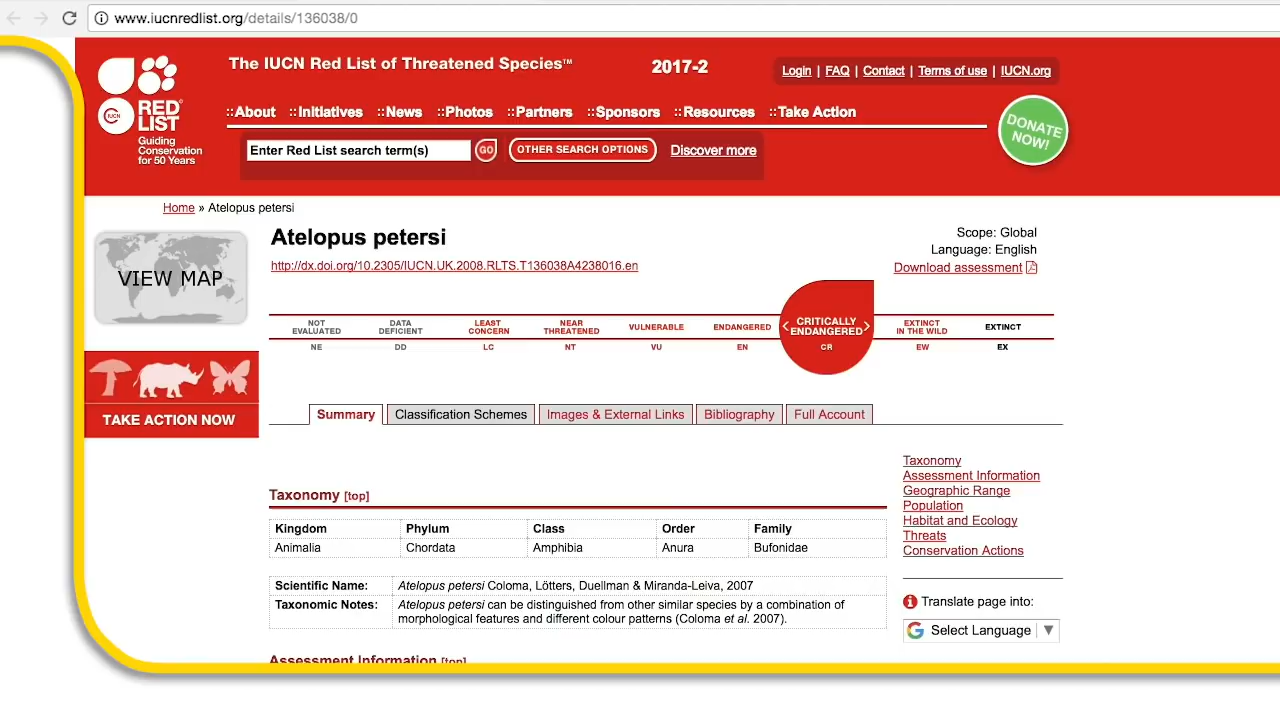 www.iucnredlist.org/details/136038/0
The IUCN Red List of Threatened Species™
2017-2
Login | FAQ | Contact | Terms of use | IUCN.org
IUCN
RED LIST
Guiding Conservation for 50 Years
::About ::Initiatives ::News ::Photos ::Partners ::Sponsors ::Resources ::Take Action
DONATE NOW!
Enter Red List search term(s) GO OTHER SEARCH OPTIONS Discover more
Home » Atelopus petersi
VIEW MAP
Atelopus petersi
http://dx.doi.org/10.2305/IUCN.UK.2008.RLTS.T136038A4238016.en
Scope: Global
Language: English
Download assessment
NOT EVALUATED DATA DEFICIENT LEAST CONCERN NEAR THREATENED VULNERABLE ENDANGERED < CRITICALLY ENDANGERED > EXTINCT IN THE WILD EXTINCT
NE DD LC NT VU EN CR EW EX
TAKE ACTION NOW
Summary Classification Schemes Images & External Links Bibliography Full Account
Taxonomy [top]
Kingdom Phylum Class Order Family
Animalia Chordata Amphibia Anura Bufonidae
Scientific Name: Atelopus petersi Coloma, Lötters, Duellman & Miranda-Leiva, 2007
Taxonomic Notes: Atelopus petersi can be distinguished from other similar species by a combination of
morphological features and different colour patterns (Coloma et al. 2007).
Assessment Information [top]
Taxonomy
Assessment Information
Geographic Range
Population
Habitat and Ecology
Threats
Conservation Actions
Translate page into:
Select Language ▼